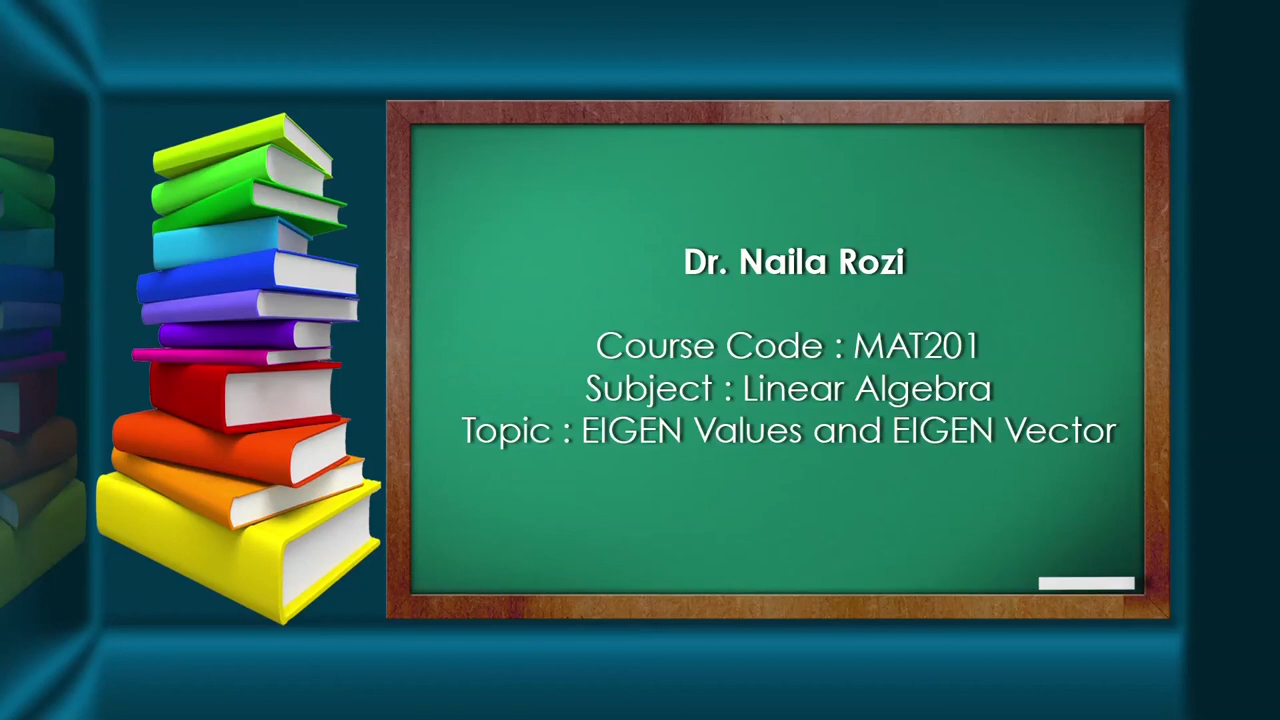 Dr. Naila Rozi
Course Code : MAT201
Subject : Linear Algebra
Topic : EIGEN Values and EIGEN Vector